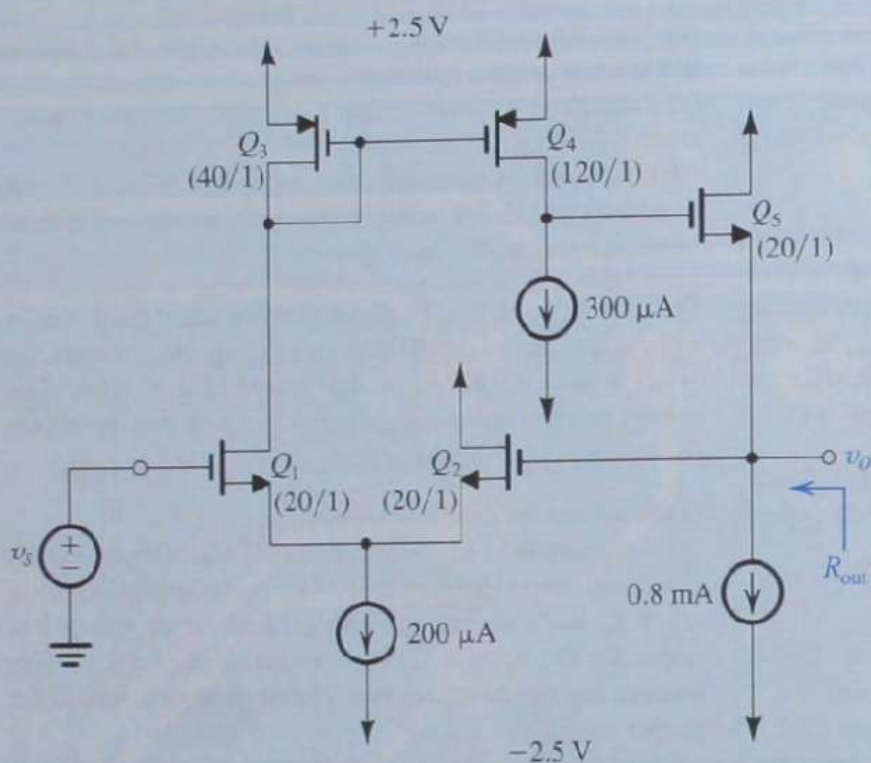 +2.5 V
Q3
(40/1)
Q4
(120/1)
Q5
(20/1)
300 μA
Q1
(20/1)
Q2
(20/1)
vS
+
−
vO
Rout
0.8 mA
200 μA
−2.5 V